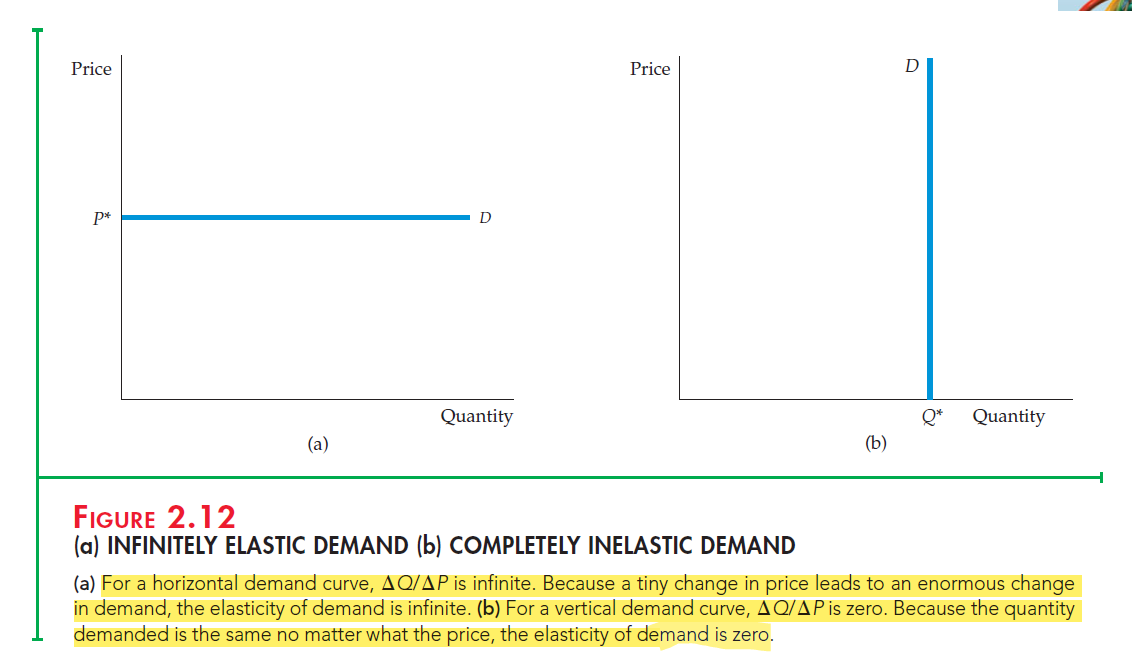 Price
P*
D
Quantity
(a)
Price
D
Q*
Quantity
(b)
FIGURE 2.12
(a) INFINITELY ELASTIC DEMAND (b) COMPLETELY INELASTIC DEMAND
(a) For a horizontal demand curve, ΔQ/ΔP is infinite. Because a tiny change in price leads to an enormous change
in demand, the elasticity of demand is infinite. (b) For a vertical demand curve, ΔQ/ΔP is zero. Because the quantity
demanded is the same no matter what the price, the elasticity of demand is zero.